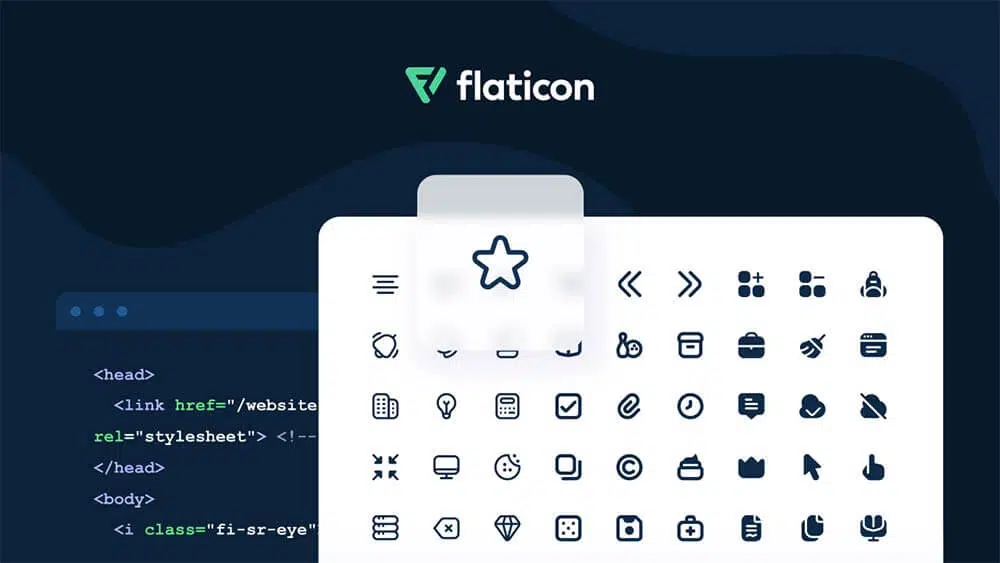 flaticon
<head>
<link href="/website
rel="stylesheet"> <!--
</head>
<body>
<i class="fi-sr-eye"